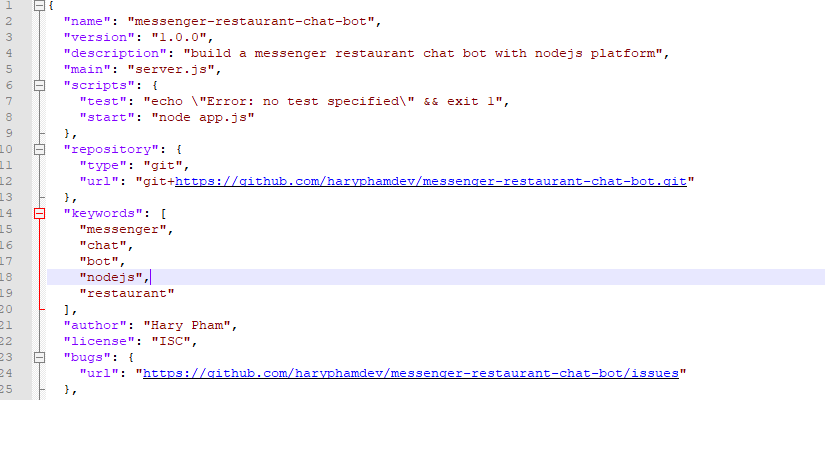 1 {
2 "name": "messenger-restaurant-chat-bot",
3 "version": "1.0.0",
4 "description": "build a messenger restaurant chat bot with nodejs platform",
5 "main": "server.js",
6 "scripts": {
7 "test": "echo \"Error: no test specified\" && exit 1",
8 "start": "node app.js"
9 },
10 "repository": {
11 "type": "git",
12 "url": "git+https://github.com/haryphamdev/messenger-restaurant-chat-bot.git"
13 },
14 "keywords": [
15 "messenger",
16 "chat",
17 "bot",
18 "nodejs",
19 "restaurant"
20 ],
21 "author": "Hary Pham",
22 "license": "ISC",
23 "bugs": {
24 "url": "https://github.com/haryphamdev/messenger-restaurant-chat-bot/issues"
25 },